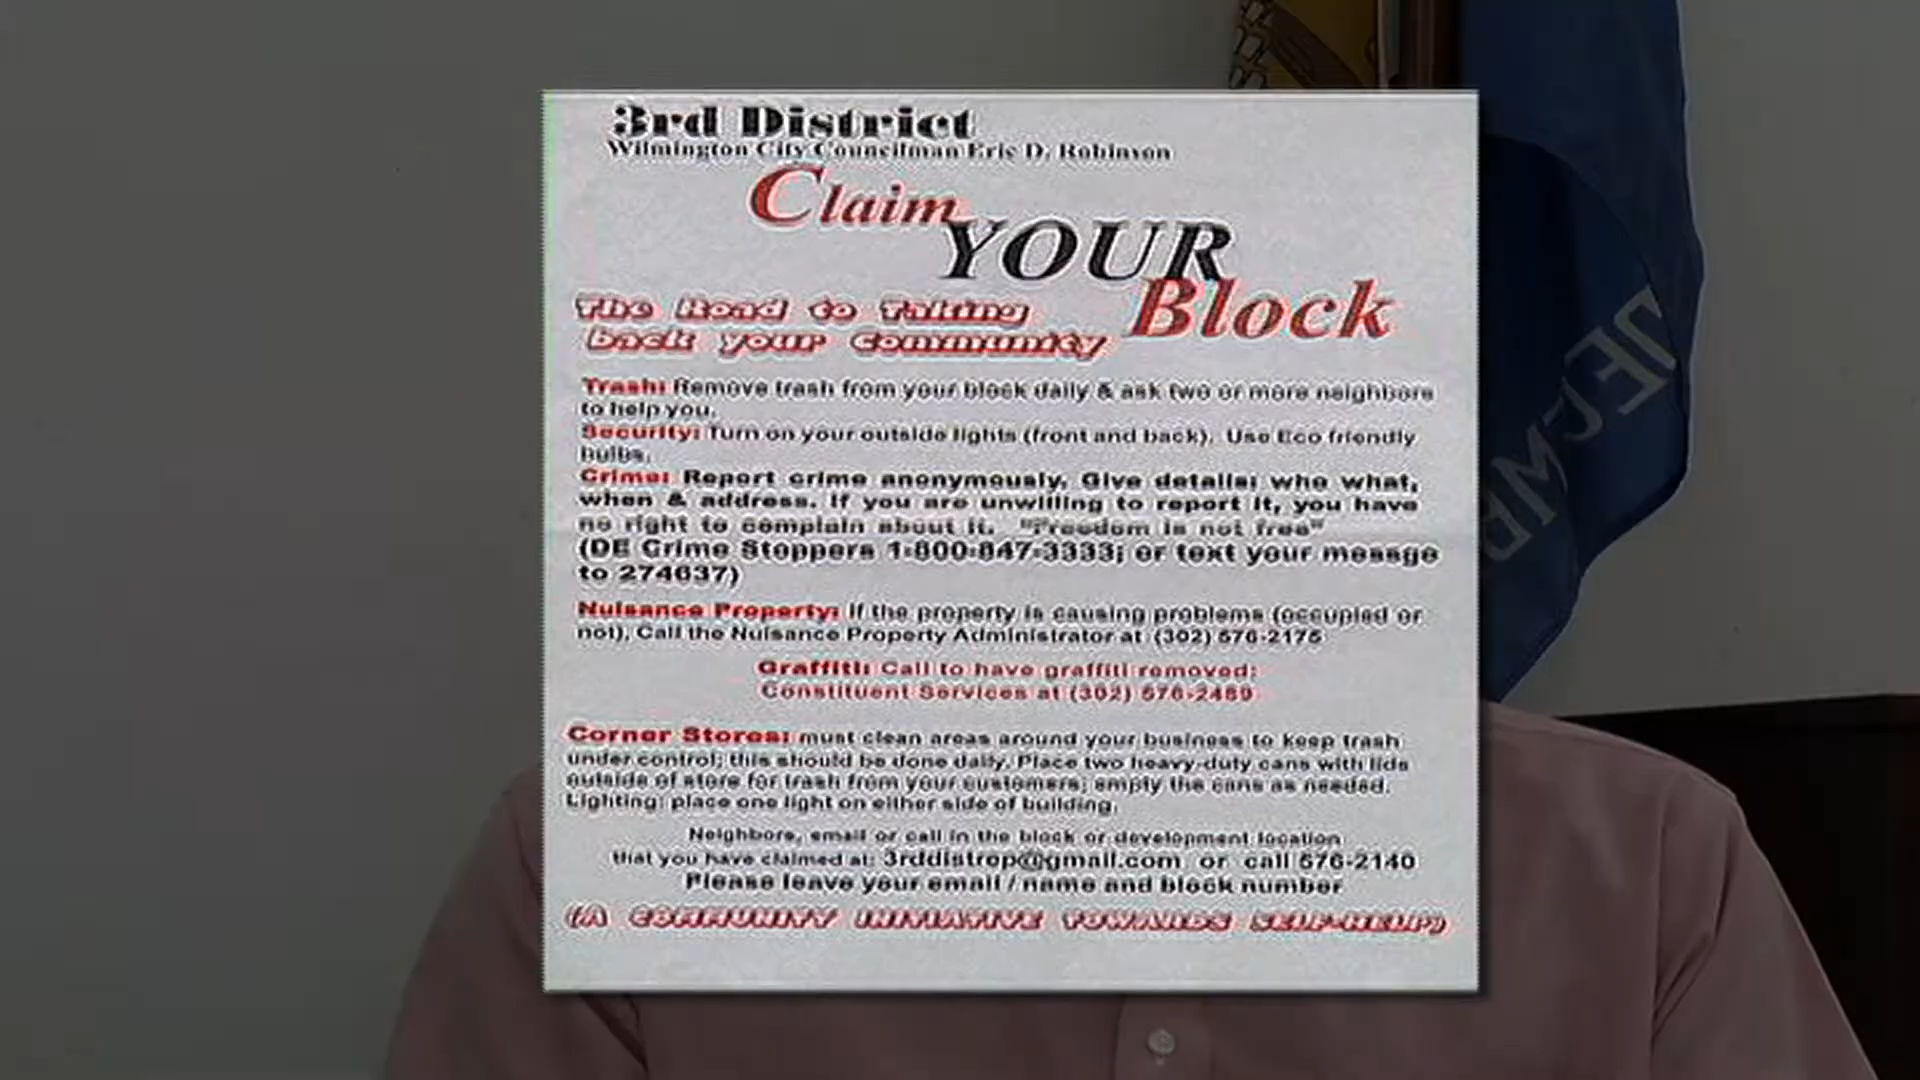 3rd District
Wilmington City Councilman Eric D. Robinson
Claim
YOUR
Block
The Road to Taking
back your community
Trash: Remove trash from your block daily & ask two or more neighbors
to help you.
Security: Turn on your outside lights (front and back). Use Eco friendly
bulbs.
Crime: Report crime anonymously. Give details: who what,
when & address. If you are unwilling to report it, you have
no right to complain about it. "Freedom is not free"
(DE Crime Stoppers 1-800-847-3333; or text your messge
to 274637)
Nuisance Property: If the property is causing problems (occupied or
not), Call the Nuisance Property Administrator at (302) 576-2175
Graffiti: Call to have graffiti removed:
Constituent Services at (302) 576-2489
Corner Stores: must clean areas around your business to keep trash
under control; this should be done daily. Place two heavy-duty cans with lids
outside of store for trash from your customers; empty the cans as needed.
Lighting: place one light on either side of building.
Neighbors, email or call in the block or development location
that you have claimed at: 3rddistrop@gmail.com or call 576-2140
Please leave your email / name and block number
(A COMMUNITY INITIATIVE TOWARDS SELF-HELP)
DECEMB